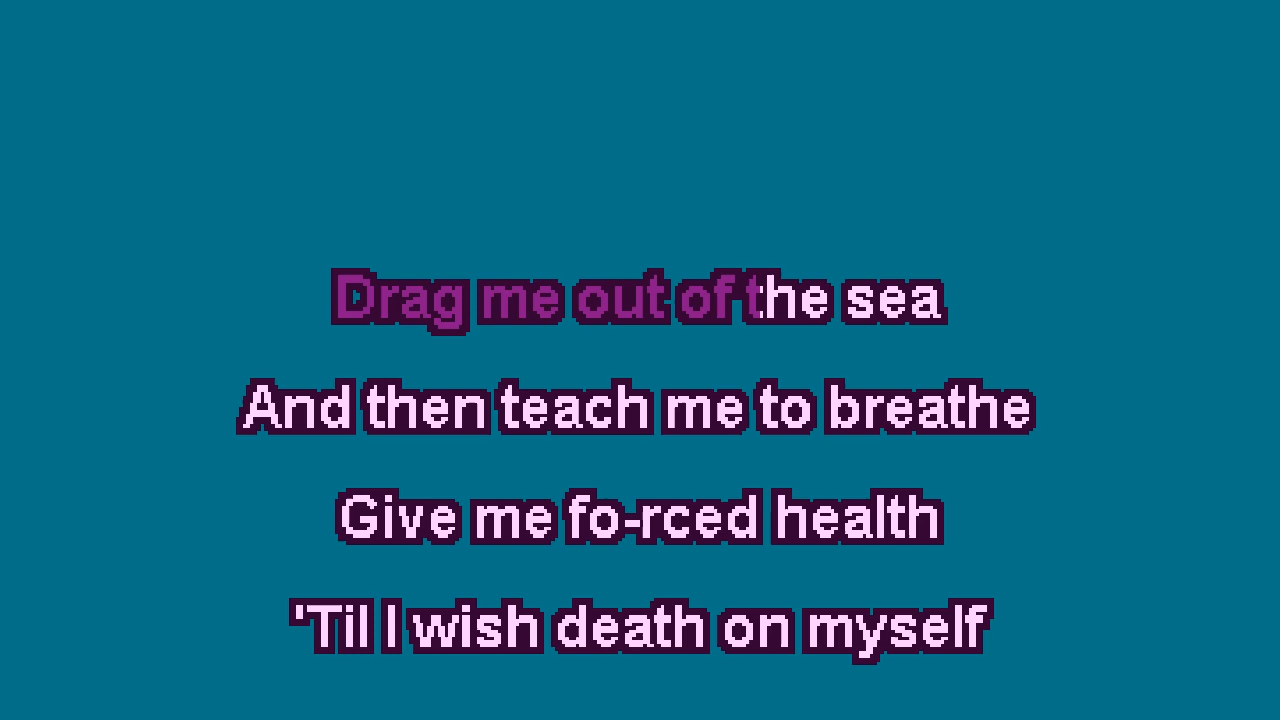 Drag me out of the sea
And then teach me to breathe
Give me fo-rced health
'Til I wish death on myself